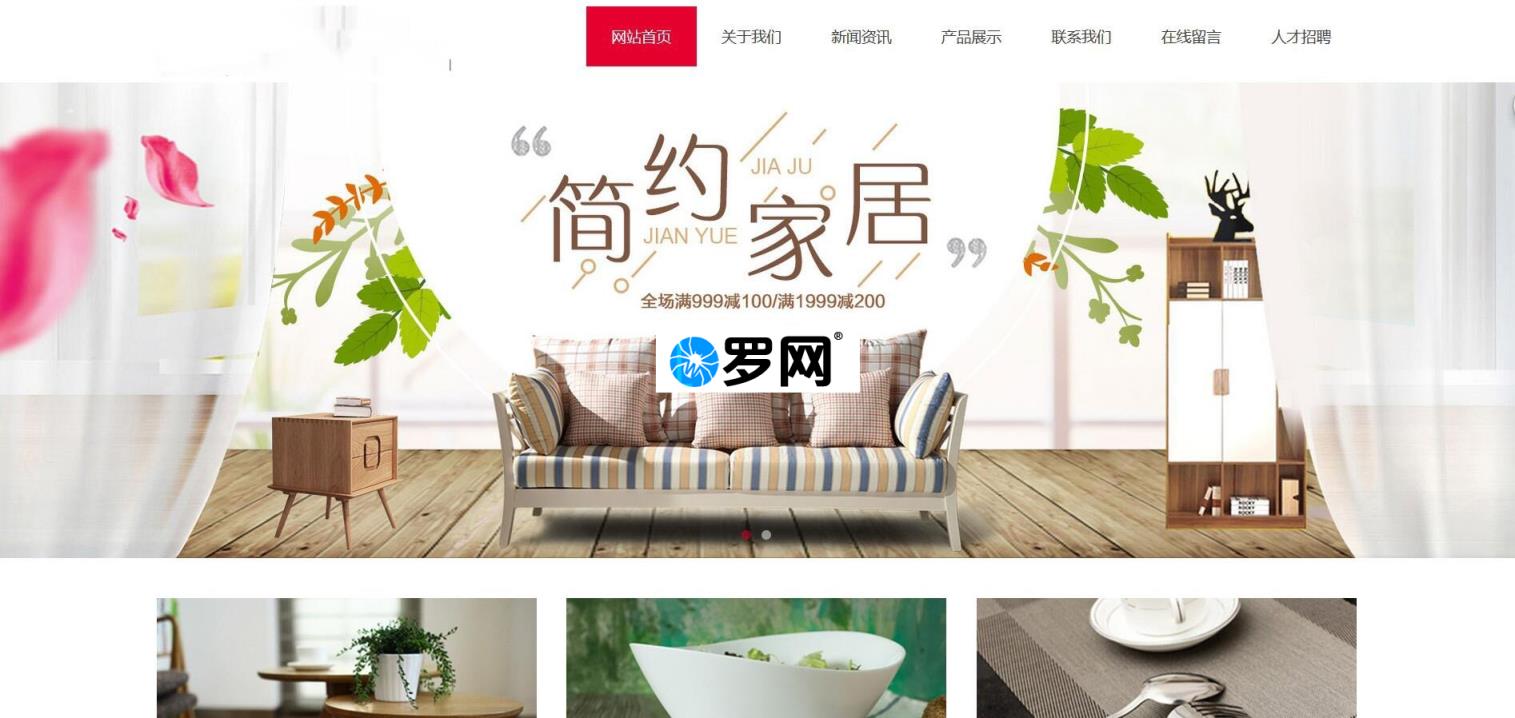 网站首页 关于我们 新闻资讯 产品展示 联系我们 在线留言 人才招聘
简约家居
JIA JU
JIAN YUE
全场满999减100/满1999减200
罗网®
ROCKY